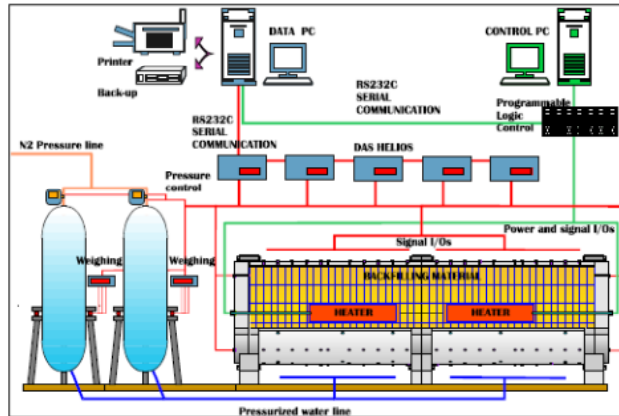 DATA PC
CONTROL PC
Printer
Back-up
RS232C
SERIAL
COMMUNICATION
RS232C
SERIAL
COMMUNICATION
Programmable
Logic
Control
N2 Pressure line
DAS HELIOS
Pressure
control
Power and signal I/Os
Signal I/Os
Weighing
Weighing
BACK-FILLING MATERIAL
HEATER
HEATER
Pressurized water line